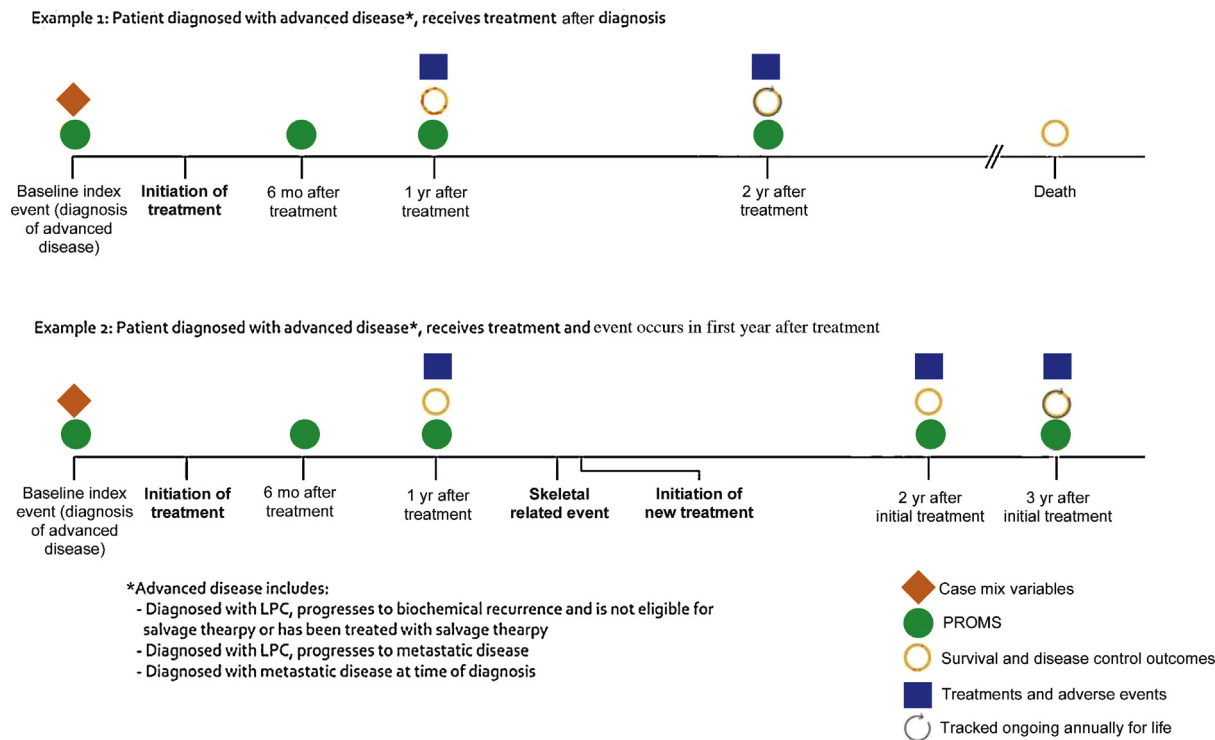 Example 1: Patient diagnosed with advanced disease*, receives treatment after diagnosis
Baseline index
event (diagnosis
of advanced
disease)
Initiation of
treatment
6 mo after
treatment
1 yr after
treatment
2 yr after
treatment
Death
Example 2: Patient diagnosed with advanced disease*, receives treatment and event occurs in first year after treatment
Baseline index
event (diagnosis
of advanced
disease)
Initiation of
treatment
6 mo after
treatment
1 yr after
treatment
Skeletal
related event
Initiation of
new treatment
2 yr after
initial treatment
3 yr after
initial treatment
*Advanced disease includes:
- Diagnosed with LPC, progresses to biochemical recurrence and is not eligible for
salvage thearpy or has been treated with salvage thearpy
- Diagnosed with LPC, progresses to metastatic disease
- Diagnosed with metastatic disease at time of diagnosis
Case mix variables
PROMS
Survival and disease control outcomes
Treatments and adverse events
Tracked ongoing annually for life